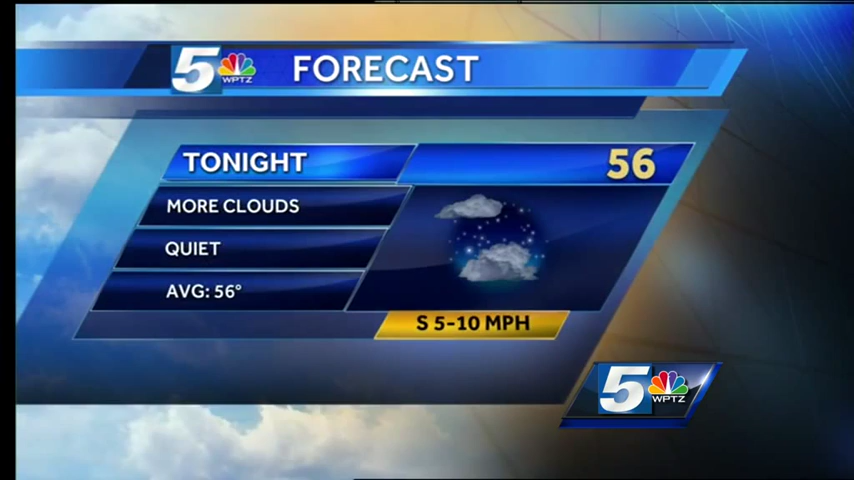 5 WPTZ FORECAST
TONIGHT 56
MORE CLOUDS
QUIET
AVG: 56°
S 5-10 MPH
5 WPTZ